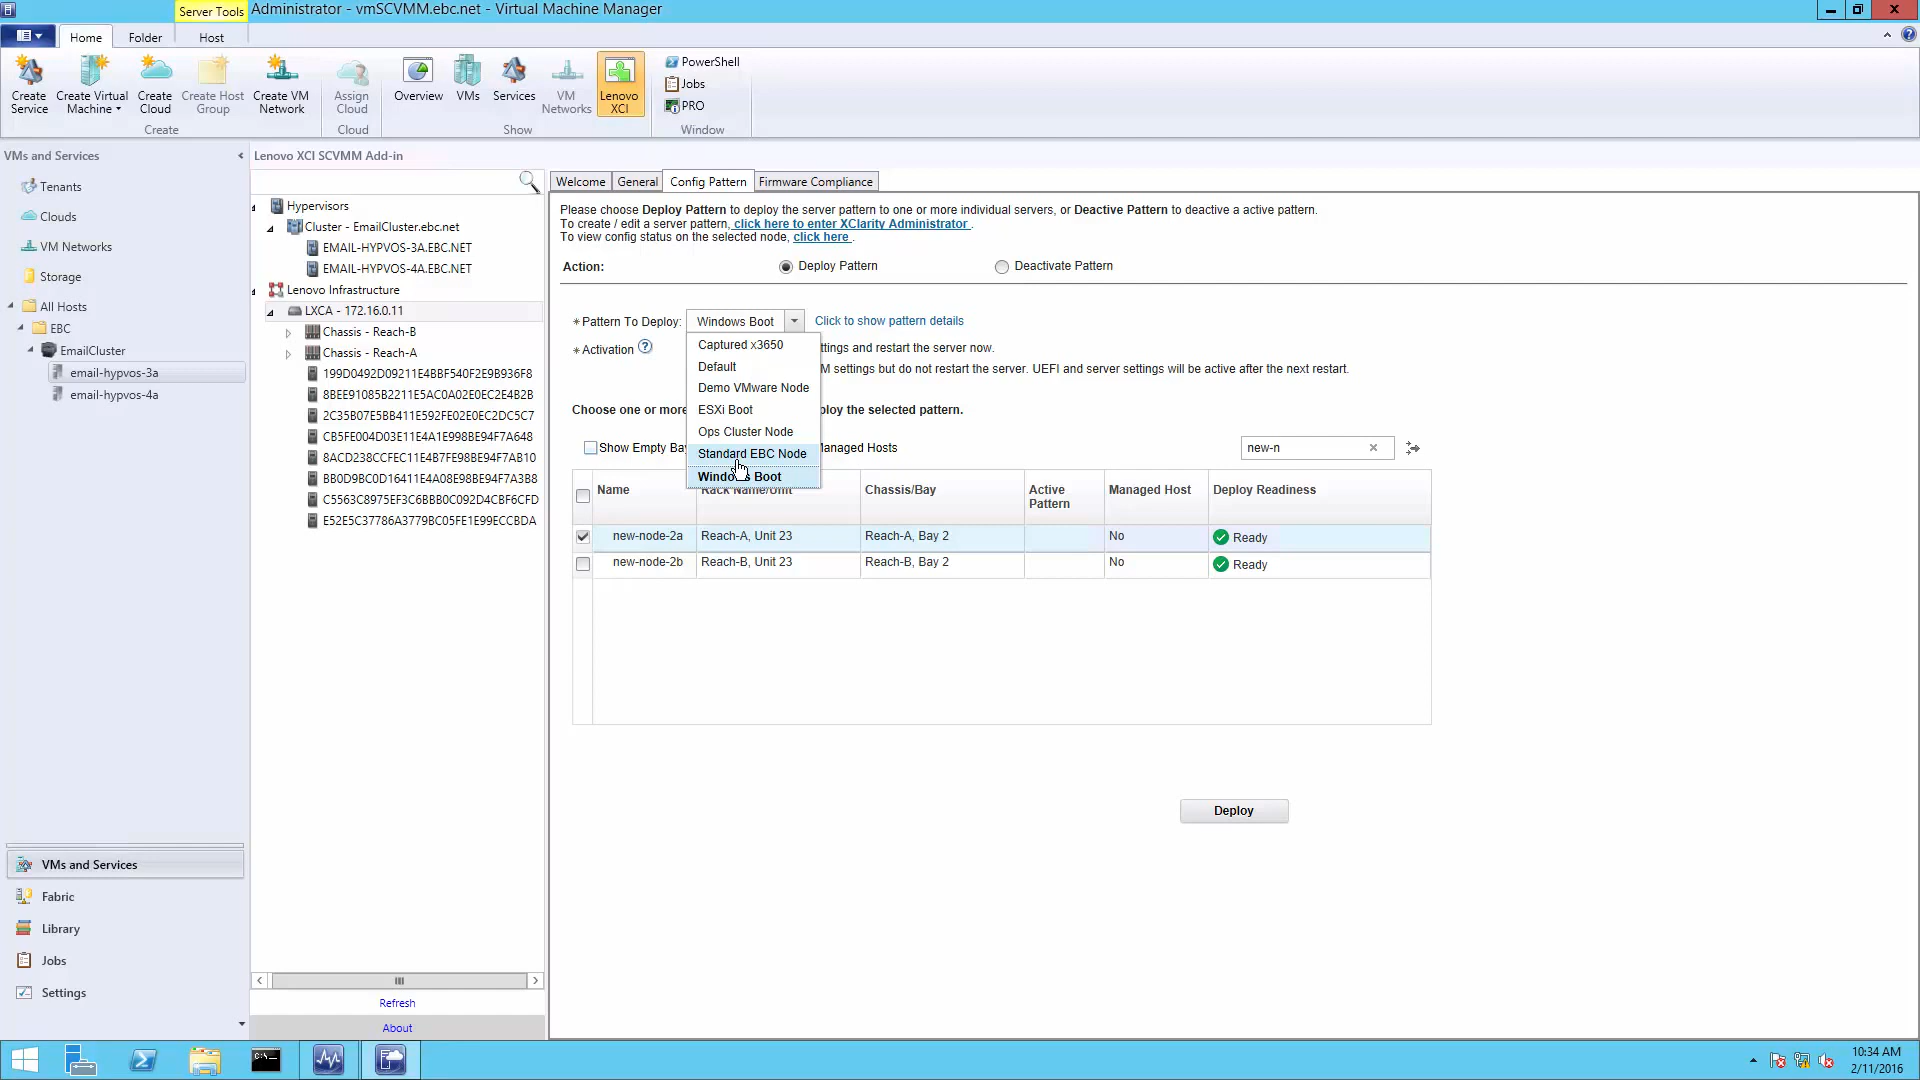 Server Tools
Administrator - vmSCVMM.ebc.net - Virtual Machine Manager
Home
Folder
Host
Create Service
Create Virtual Machine
Create Cloud
Create Host Group
Create VM Network
Assign Cloud
Overview
VMs
Services
VM Networks
Lenovo XCI
PowerShell
Jobs
PRO
Create
Cloud
Show
Window
VMs and Services
Tenants
Clouds
VM Networks
Storage
All Hosts
EBC
EmailCluster
email-hypvos-3a
email-hypvos-4a
VMs and Services
Fabric
Library
Jobs
Settings
Lenovo XCI SCVMM Add-in
Hypervisors
Cluster - EmailCluster.ebc.net
EMAIL-HYPVOS-3A.EBC.NET
EMAIL-HYPVOS-4A.EBC.NET
Lenovo Infrastructure
LXCA - 172.16.0.11
Chassis - Reach-B
Chassis - Reach-A
199D0492D09211E4BBF540F2E9B936F8
8BEE91085B2211E5AC0A02E0EC2E4B2B
2C35B07E5BB411E592FE02E0EC2DC5C7
CB5FE004D03E11E4A1E998BE94F7A648
8ACD238CCFEC11E4B7FE98BE94F7AB10
BB0D9BC0D16411E4A08E98BE94F7A3B8
C5563C8975EF3C6BBB0C092D4CBF6CFD
E52E5C37786A3779BC05FE1E99ECCBDA
Refresh
About
Welcome
General
Config Pattern
Firmware Compliance
Please choose Deploy Pattern to deploy the server pattern to one or more individual servers, or Deactive Pattern to deactive a active pattern.
To create / edit a server pattern, click here to enter XClarity Administrator .
To view config status on the selected node, click here .
Action:
Deploy Pattern
Deactivate Pattern
*Pattern To Deploy:
Windows Boot
Click to show pattern details
*Activation
ttings and restart the server now.
M settings but do not restart the server. UEFI and server settings will be active after the next restart.
Captured x3650
Default
Demo VMware Node
ESXi Boot
Ops Cluster Node
Standard EBC Node
Windows Boot
Choose one or more
ploy the selected pattern.
Show Empty Bay
Managed Hosts
new-n
Name
Rack Name/Unit
Chassis/Bay
Active Pattern
Managed Host
Deploy Readiness
new-node-2a
Reach-A, Unit 23
Reach-A, Bay 2
No
Ready
new-node-2b
Reach-B, Unit 23
Reach-B, Bay 2
No
Ready
Deploy
10:34 AM
2/11/2016